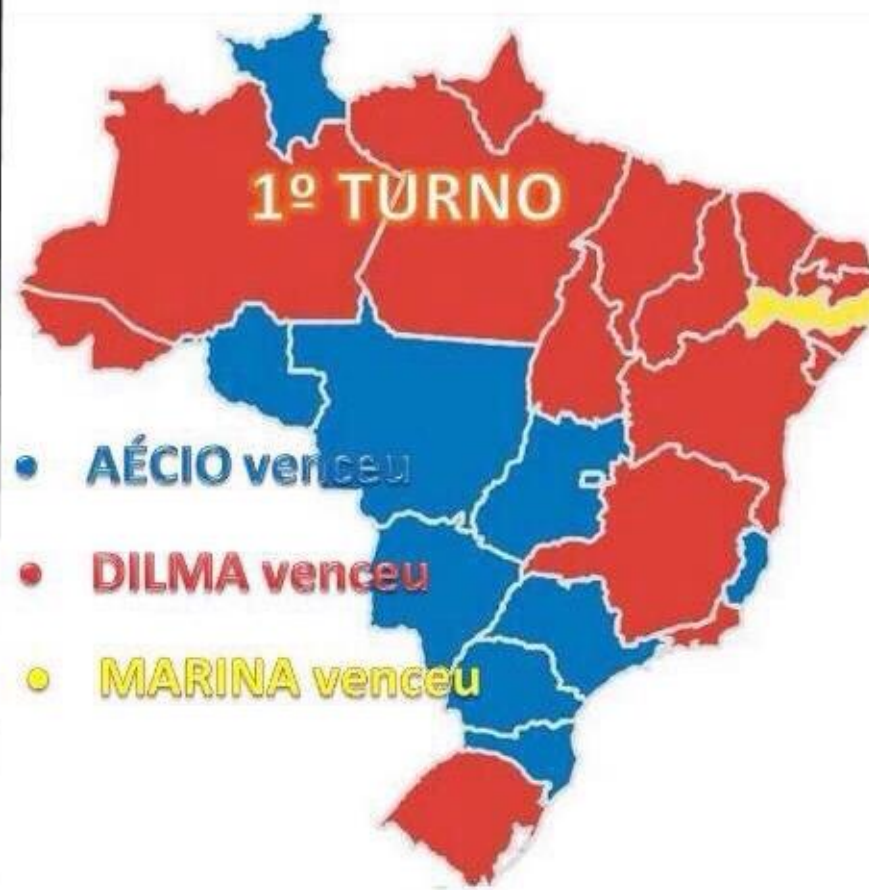 1º TURNO
• AÉCIO venceu
• DILMA venceu
• MARINA venceu